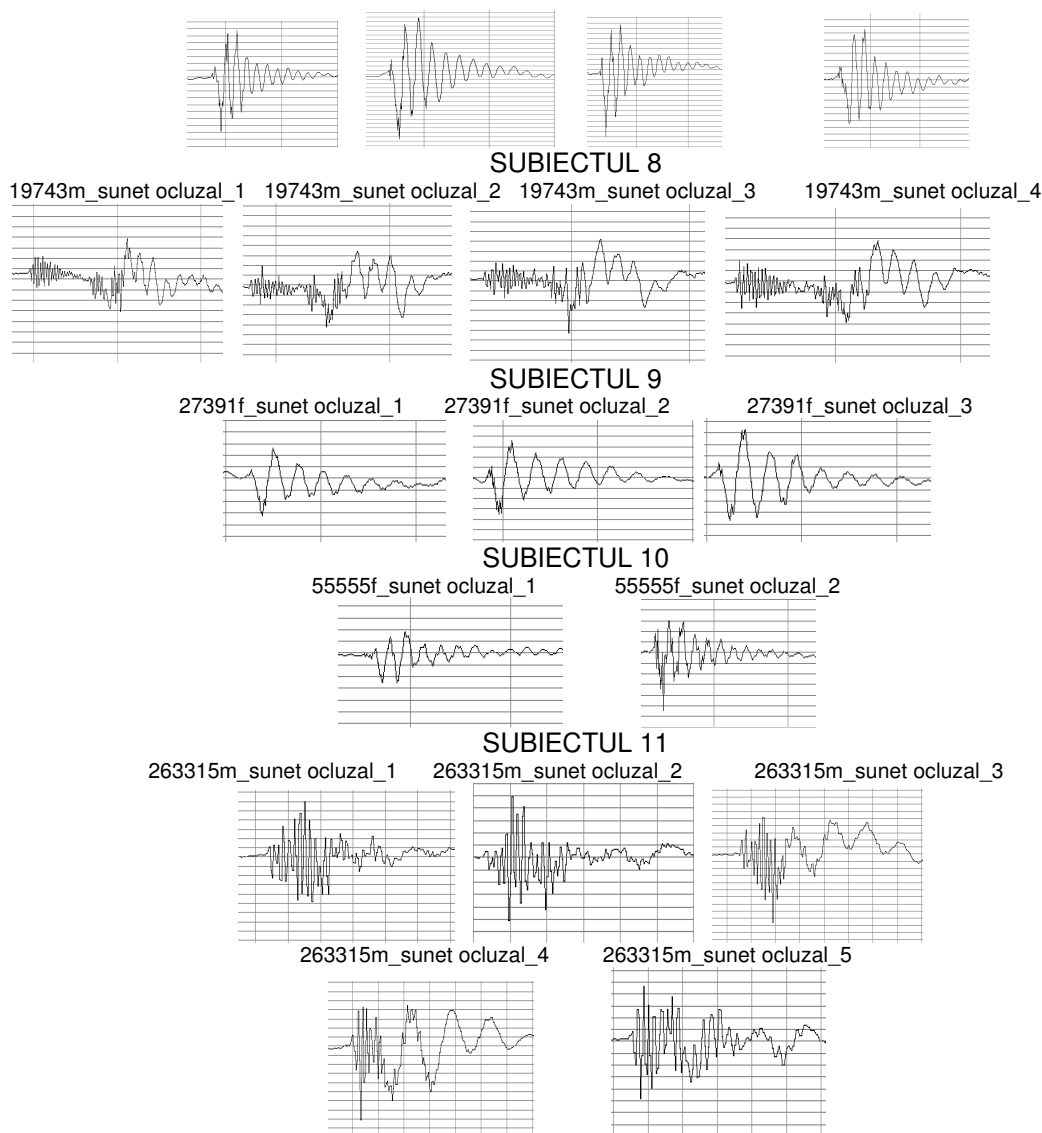 SUBIECTUL 8
19743m_sunet ocluzal_1 19743m_sunet ocluzal_2 19743m_sunet ocluzal_3 19743m_sunet ocluzal_4
SUBIECTUL 9
27391f_sunet ocluzal_1 27391f_sunet ocluzal_2 27391f_sunet ocluzal_3
SUBIECTUL 10
55555f_sunet ocluzal_1 55555f_sunet ocluzal_2
SUBIECTUL 11
263315m_sunet ocluzal_1 263315m_sunet ocluzal_2 263315m_sunet ocluzal_3
263315m_sunet ocluzal_4 263315m_sunet ocluzal_5